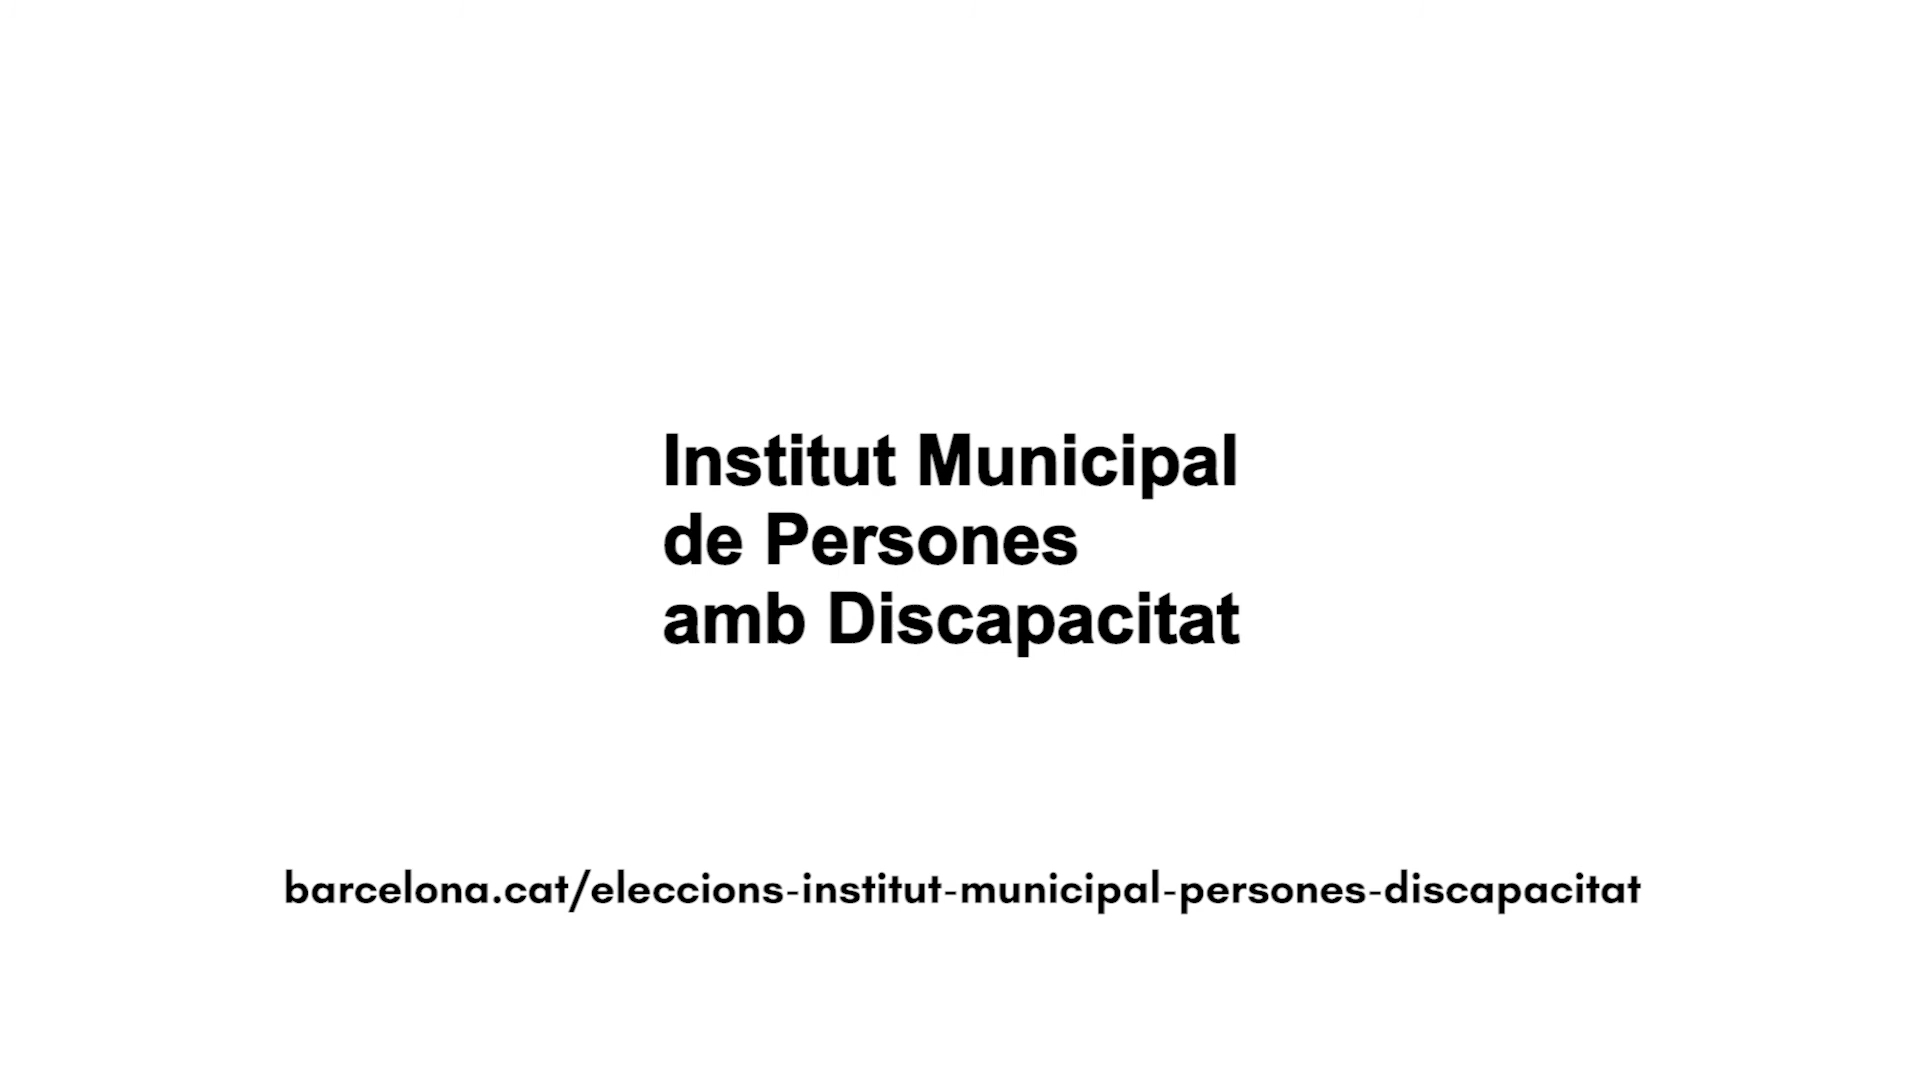 Institut Municipal
de Persones
amb Discapacitat
barcelona.cat/eleccions-institut-municipal-persones-discapacitat